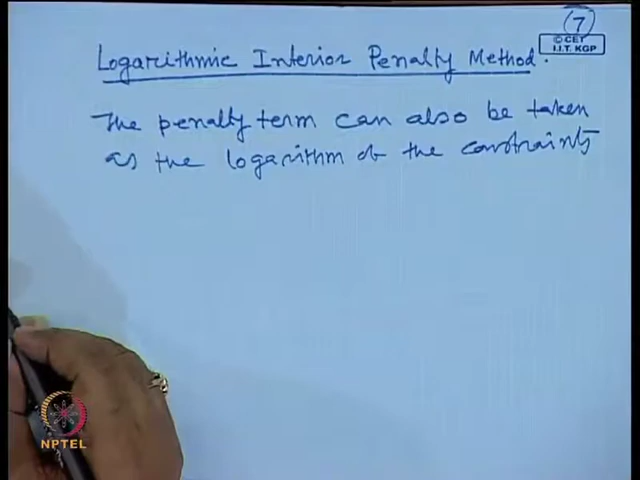 7
© CET
I.I.T. KGP
Logarithmic Interior Penalty Method.
The penalty term can also be taken
as the logarithm of the constraints
NPTEL